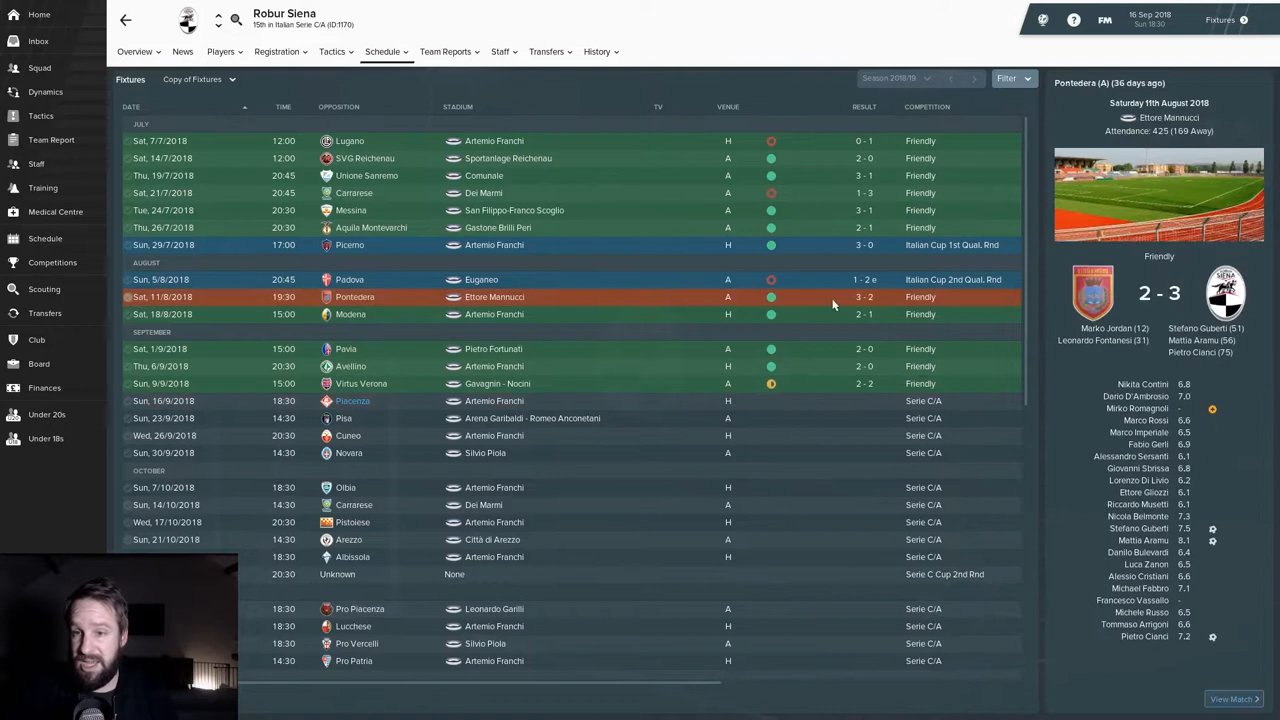 Home
Inbox
Squad
Dynamics
Tactics
Team Report
Staff
Training
Medical Centre
Schedule
Competitions
Scouting
Transfers
Club
Board
Finances
Under 20s
Under 18s
Robur Siena
15th in Italian Serie C/A (ID:1170)
FM
16 Sep 2018
Sun 18:30
Fixtures
Overview News Players Registration Tactics Schedule Team Reports Staff Transfers History
Fixtures Copy of Fixtures Season 2018/19 Filter
DATE TIME OPPOSITION STADIUM TV VENUE RESULT COMPETITION
JULY
Sat, 7/7/2018 12:00 Lugano Artemio Franchi H 0 - 1 Friendly
Sat, 14/7/2018 12:00 SVG Reichenau Sportanlage Reichenau A 2 - 0 Friendly
Thu, 19/7/2018 20:45 Unione Sanremo Comunale A 3 - 1 Friendly
Sat, 21/7/2018 20:45 Carrarese Dei Marmi A 1 - 3 Friendly
Tue, 24/7/2018 20:30 Messina San Filippo-Franco Scoglio A 3 - 1 Friendly
Thu, 26/7/2018 20:30 Aquila Montevarchi Gastone Brilli Peri A 2 - 1 Friendly
Sun, 29/7/2018 17:00 Picerno Artemio Franchi H 3 - 0 Italian Cup 1st Qual. Rnd
AUGUST
Sun, 5/8/2018 20:45 Padova Euganeo A 1 - 2 e Italian Cup 2nd Qual. Rnd
Sat, 11/8/2018 19:30 Pontedera Ettore Mannucci A 3 - 2 Friendly
Sat, 18/8/2018 15:00 Modena Artemio Franchi H 2 - 1 Friendly
SEPTEMBER
Sat, 1/9/2018 15:00 Pavia Pietro Fortunati A 2 - 0 Friendly
Thu, 6/9/2018 20:30 Avellino Artemio Franchi H 2 - 0 Friendly
Sun, 9/9/2018 15:00 Virtus Verona Gavagnin - Nocini A 2 - 2 Friendly
Sun, 16/9/2018 18:30 Piacenza Artemio Franchi H Serie C/A
Sun, 23/9/2018 14:30 Pisa Arena Garibaldi - Romeo Anconetani A Serie C/A
Wed, 26/9/2018 20:30 Cuneo Artemio Franchi H Serie C/A
Sun, 30/9/2018 14:30 Novara Silvio Piola A Serie C/A
OCTOBER
Sun, 7/10/2018 18:30 Olbia Artemio Franchi H Serie C/A
Sun, 14/10/2018 14:30 Carrarese Dei Marmi A Serie C/A
Wed, 17/10/2018 20:30 Pistoiese Artemio Franchi H Serie C/A
Sun, 21/10/2018 14:30 Arezzo Città di Arezzo A Serie C/A
18:30 Albissola Artemio Franchi H Serie C/A
20:30 Unknown None Serie C Cup 2nd Rnd
18:30 Pro Piacenza Leonardo Garilli A Serie C/A
18:30 Lucchese Artemio Franchi H Serie C/A
18:30 Pro Vercelli Silvio Piola A Serie C/A
14:30 Pro Patria Artemio Franchi H Serie C/A
Pontedera (A) (36 days ago)
Saturday 11th August 2018
Ettore Mannucci
Attendance: 425 (169 Away)
Friendly
2 - 3
Marko Jordan (12) Stefano Guberti (51)
Leonardo Fontanesi (31) Mattia Aramu (56)
Pietro Cianci (75)
Nikita Contini 6.8
Dario D'Ambrosio 7.0
Mirko Romagnoli -
Marco Rossi 6.6
Marco Imperiale 6.5
Fabio Gerli 6.9
Alessandro Sersanti 6.1
Giovanni Sbrissa 6.8
Lorenzo Di Livio 6.2
Ettore Gliozzi 6.1
Riccardo Musetti 6.1
Nicola Belmonte 7.3
Stefano Guberti 7.5
Mattia Aramu 8.1
Danilo Bulevardi 6.4
Luca Zanon 6.5
Alessio Cristiani 6.6
Michael Fabbro 7.1
Francesco Vassallo -
Michele Russo 6.5
Tommaso Arrigoni 6.6
Pietro Cianci 7.2
View Match